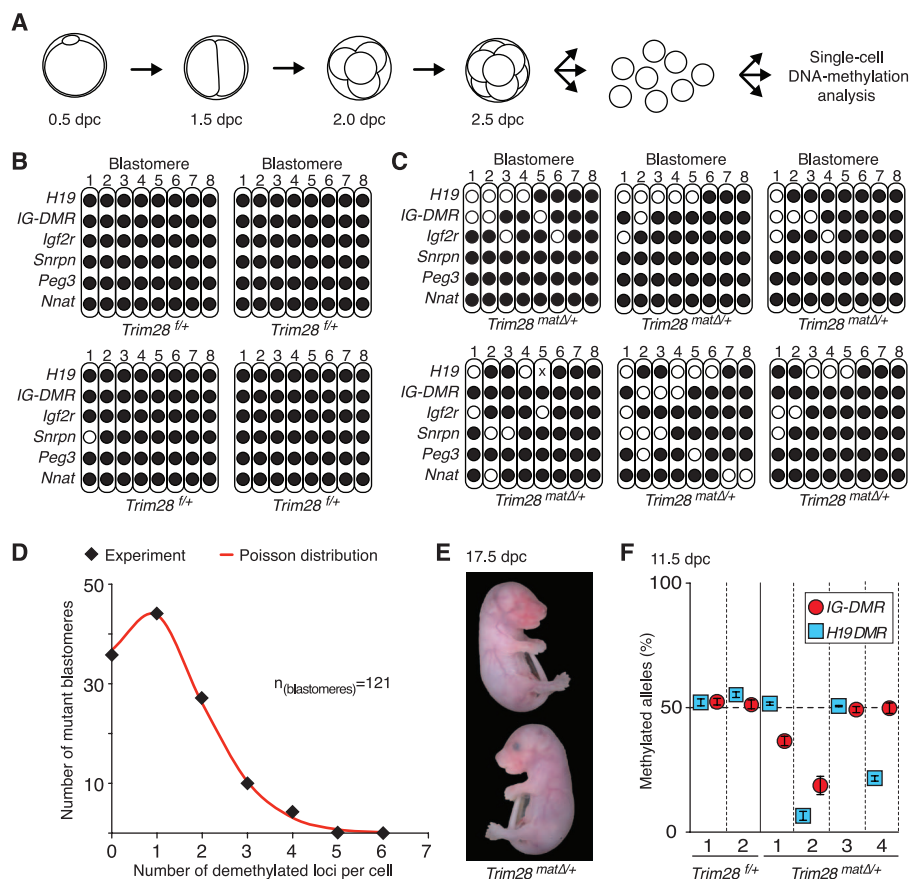 A
0.5 dpc
1.5 dpc
2.0 dpc
2.5 dpc
Single-cell
DNA-methylation
analysis
B
Blastomere
Blastomere
1 2 3 4 5 6 7 8
1 2 3 4 5 6 7 8
H19
IG-DMR
Igf2r
Snrpn
Peg3
Nnat
Trim28 f/+
Trim28 f/+
1 2 3 4 5 6 7 8
1 2 3 4 5 6 7 8
H19
IG-DMR
Igf2r
Snrpn
Peg3
Nnat
Trim28 f/+
Trim28 f/+
C
Blastomere
Blastomere
Blastomere
1 2 3 4 5 6 7 8
1 2 3 4 5 6 7 8
1 2 3 4 5 6 7 8
H19
IG-DMR
Igf2r
Snrpn
Peg3
Nnat
Trim28 matΔ/+
Trim28 matΔ/+
Trim28 matΔ/+
1 2 3 4 5 6 7 8
1 2 3 4 5 6 7 8
1 2 3 4 5 6 7 8
H19
x
IG-DMR
Igf2r
Snrpn
Peg3
Nnat
Trim28 matΔ/+
Trim28 matΔ/+
Trim28 matΔ/+
D
Experiment
Poisson distribution
50
30
10
Number of mutant blastomeres
n(blastomeres)=121
0 1 2 3 4 5 6 7
Number of demethylated loci per cell
E 17.5 dpc
Trim28 matΔ/+
F 11.5 dpc
100
50
0
Methylated alleles (%)
IG-DMR
H19 DMR
1 2 1 2 3 4
Trim28 f/+
Trim28 matΔ/+